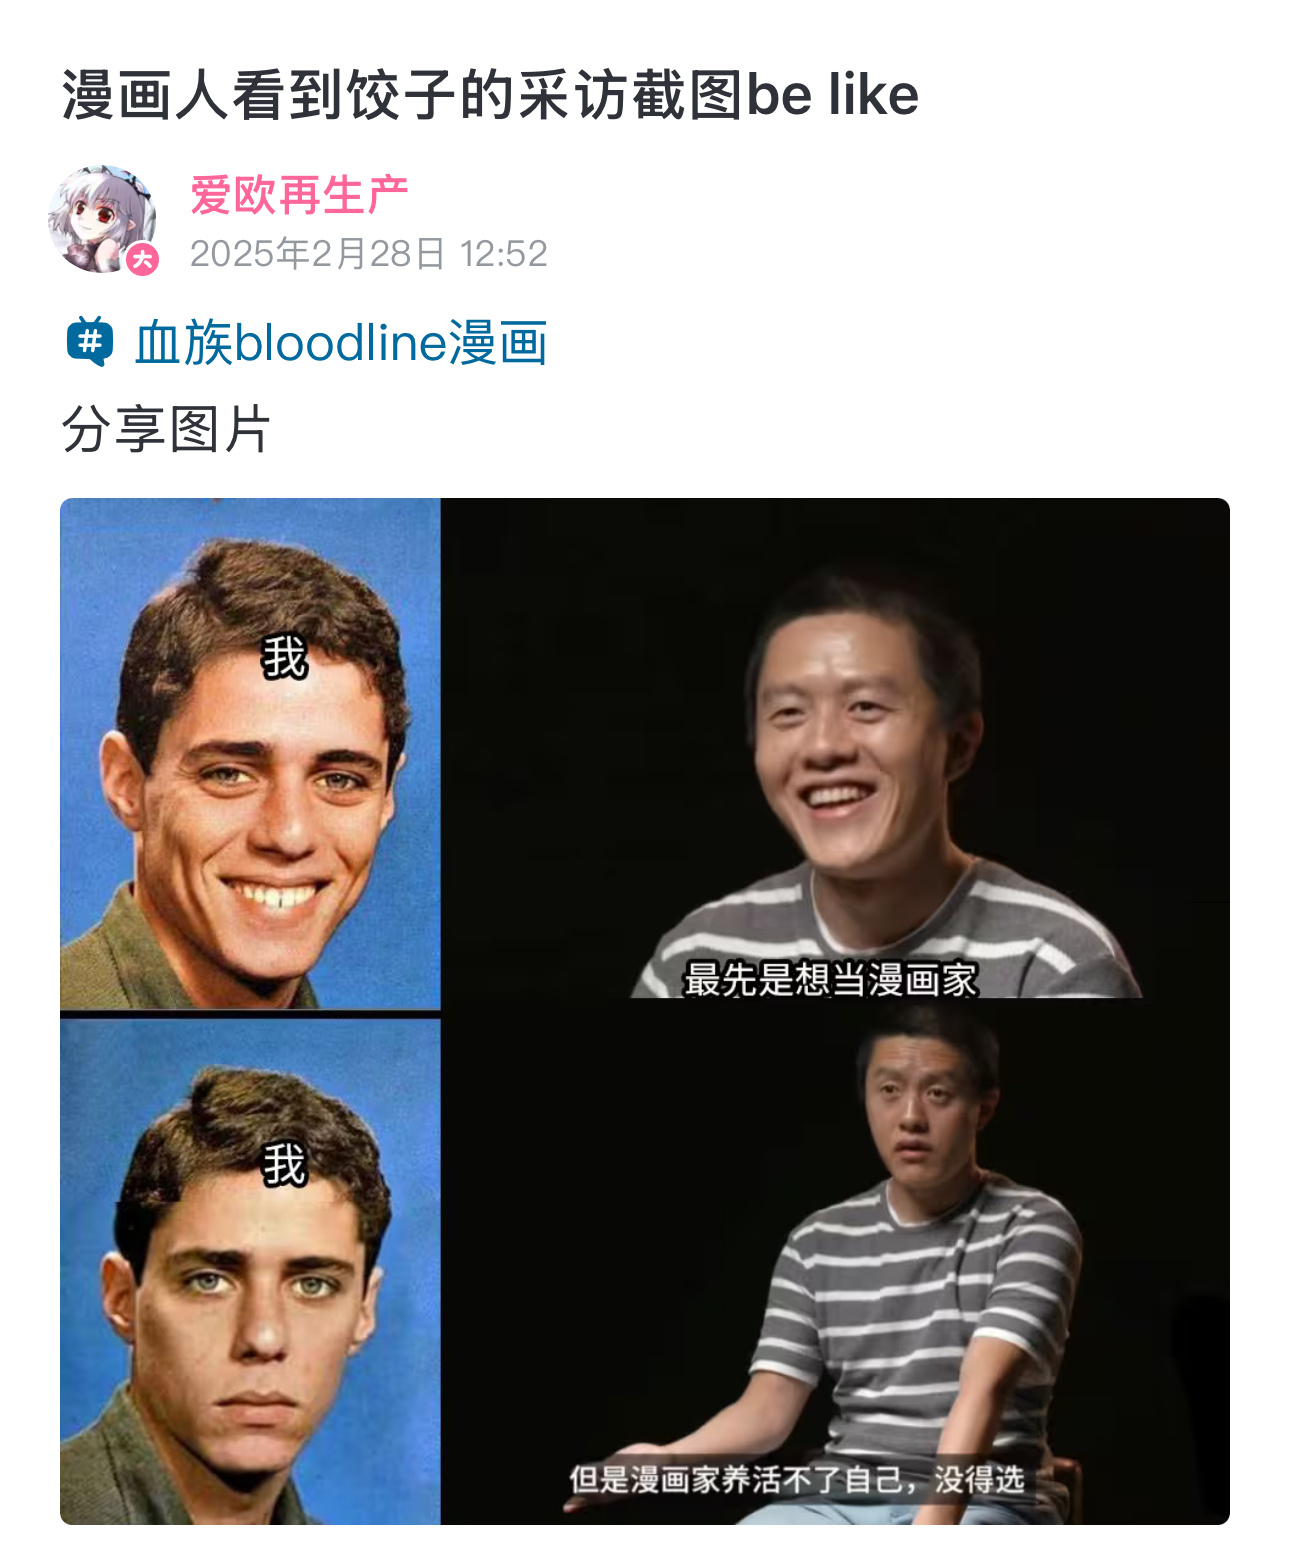 漫画人看到饺子的采访截图be like
爱欧再生产
大
2025年2月28日 12:52
# 血族bloodline漫画
分享图片
我
最先是想当漫画家
我
但是漫画家养活不了自己，没得选